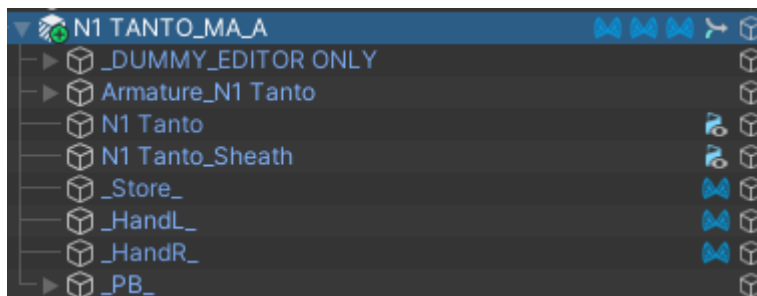 N1 TANTO_MA_A
_DUMMY_EDITOR ONLY
Armature_N1 Tanto
N1 Tanto
N1 Tanto_Sheath
_Store_
_HandL_
_HandR_
_PB_